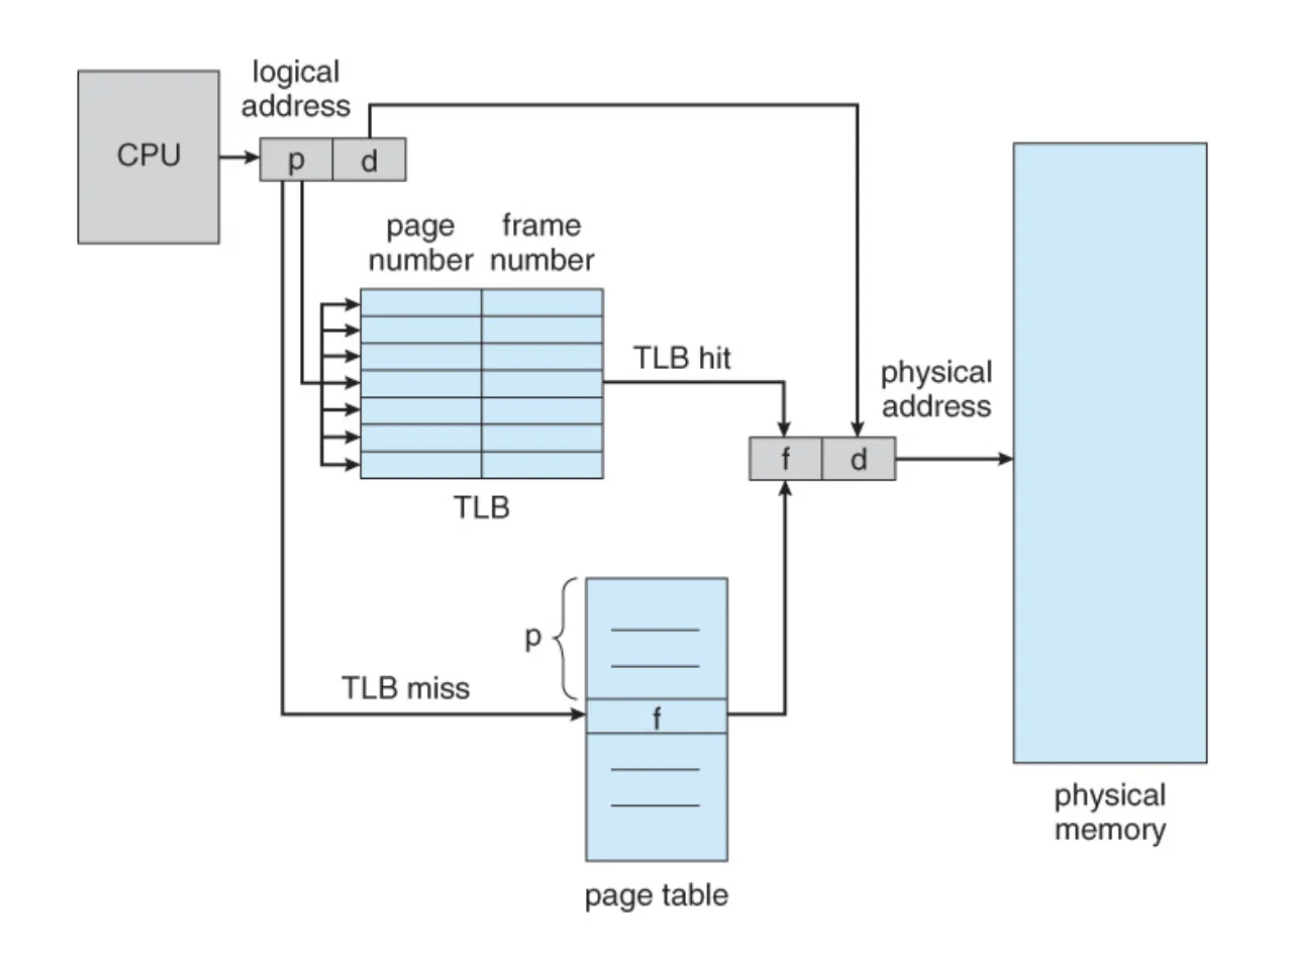 logical
address
CPU
p
d
page
number
frame
number
TLB hit
physical
address
f
d
TLB
p
TLB miss
f
physical
memory
page table